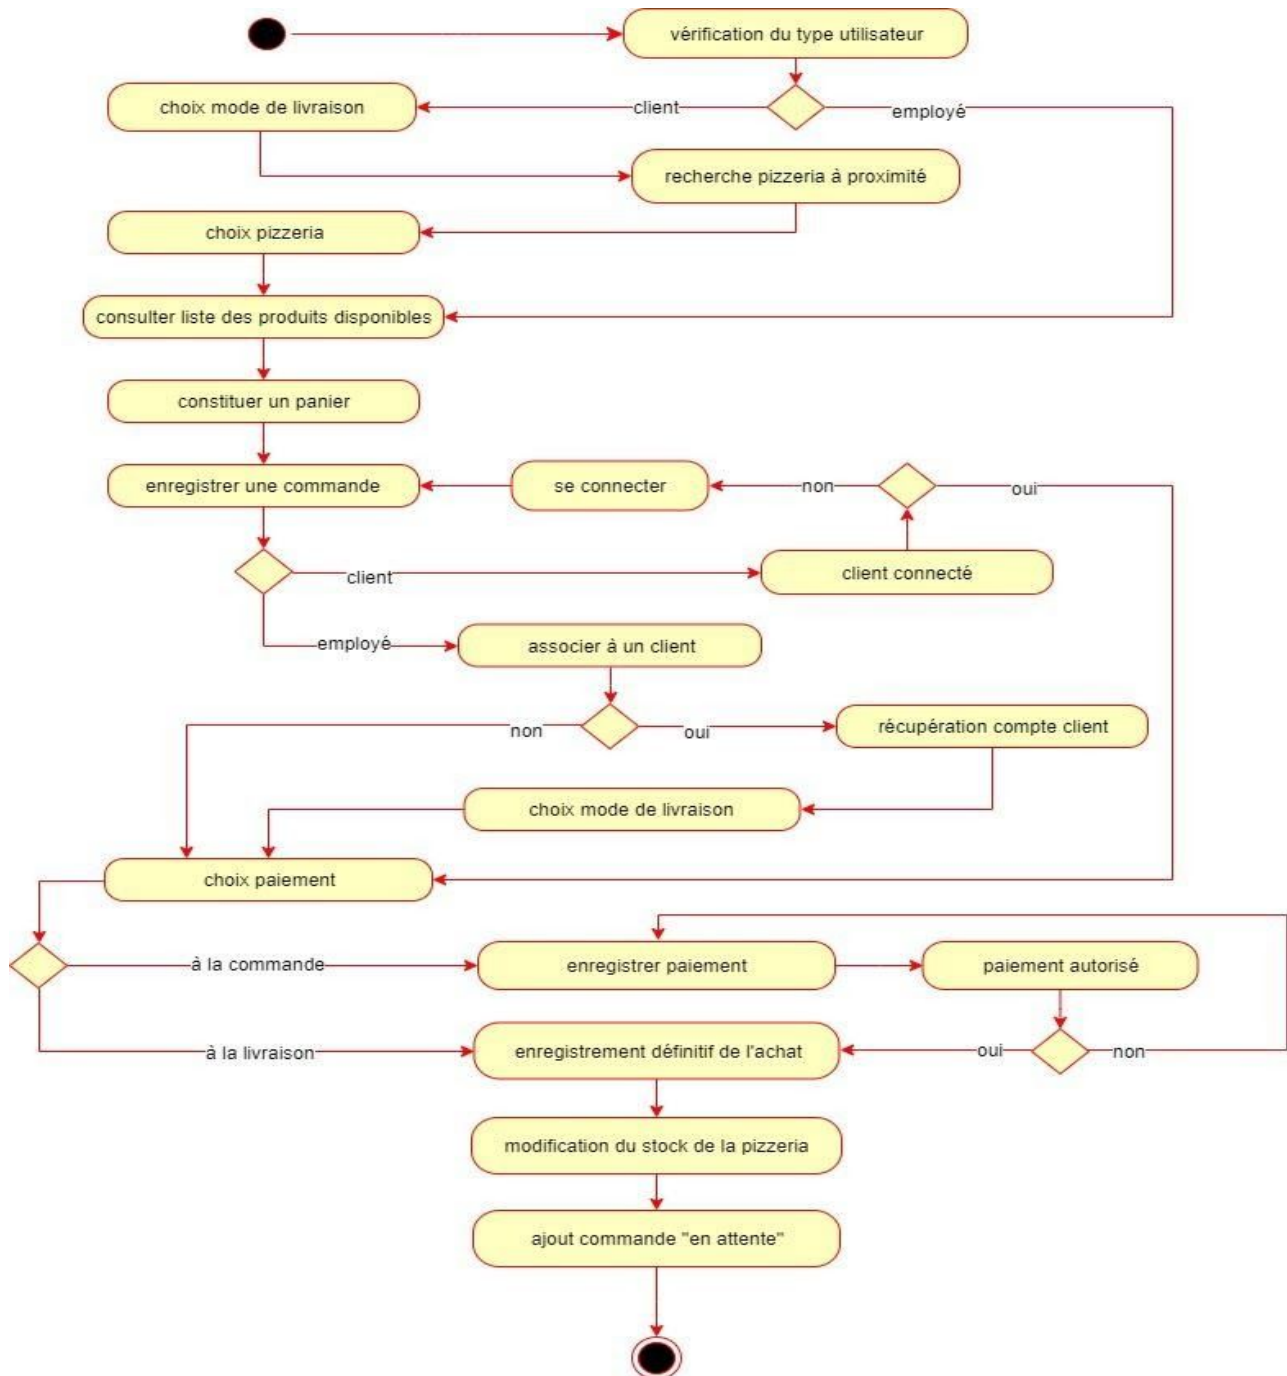 vérification du type utilisateur
choix mode de livraison
client
employé
recherche pizzeria à proximité
choix pizzeria
consulter liste des produits disponibles
constituer un panier
enregistrer une commande
se connecter
non
oui
client
client connecté
employé
associer à un client
non
oui
récupération compte client
choix mode de livraison
choix paiement
à la commande
enregistrer paiement
paiement autorisé
à la livraison
enregistrement définitif de l'achat
oui
non
modification du stock de la pizzeria
ajout commande "en attente"